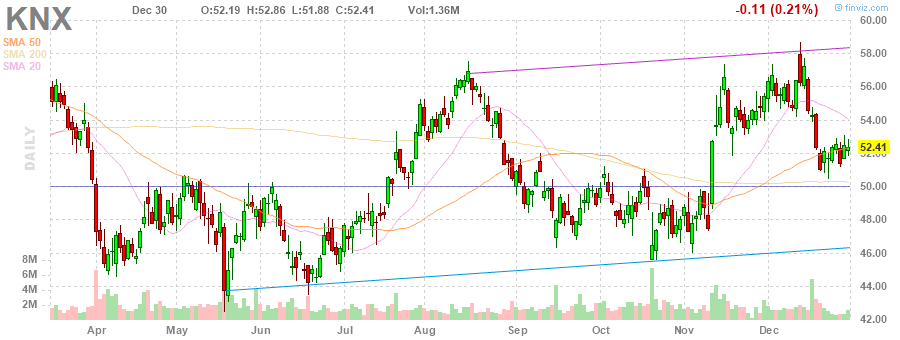 KNX
Dec 30 O:52.19 H:52.86 L:51.88 C:52.41 Vol:1.36M
-0.11 (0.21%)
finviz.com
SMA 50
SMA 200
SMA 20
DAILY
60.00
58.00
56.00
54.00
52.41
52.00
50.00
48.00
46.00
44.00
42.00
8M
6M
4M
2M
Apr May Jun Jul Aug Sep Oct Nov Dec